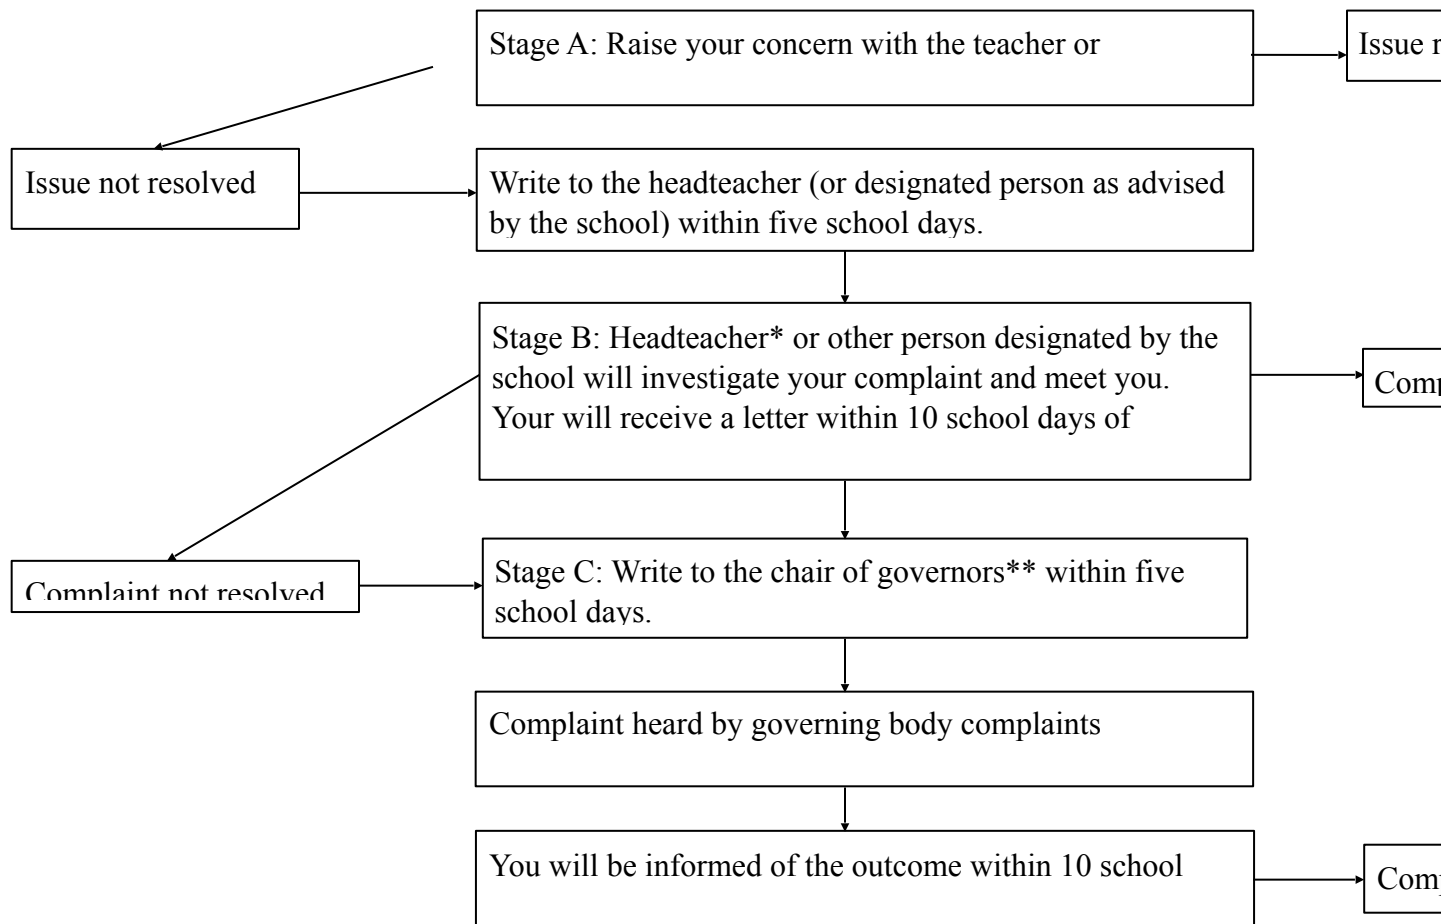 Stage A: Raise your concern with the teacher or
Issue r
Issue not resolved
Write to the headteacher (or designated person as advised
by the school) within five school days.
Stage B: Headteacher* or other person designated by the
school will investigate your complaint and meet you.
Your will receive a letter within 10 school days of
Comp
Complaint not resolved
Stage C: Write to the chair of governors** within five
school days.
Complaint heard by governing body complaints
You will be informed of the outcome within 10 school
Comp